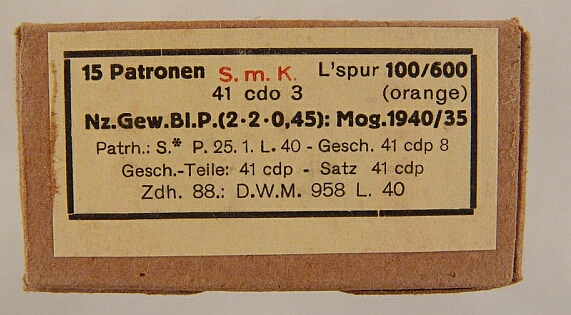 15 Patronen S. m. K. L'spur 100/600
41 cdo 3 (orange)
Nz.Gew.Bl.P.(2·2·0,45): Mog.1940/35
Patrh.: S.* P. 25. 1. L. 40 - Gesch. 41 cdp 8
Gesch.-Teile: 41 cdp - Satz 41 cdp
Zdh. 88.: D.W.M. 958 L. 40